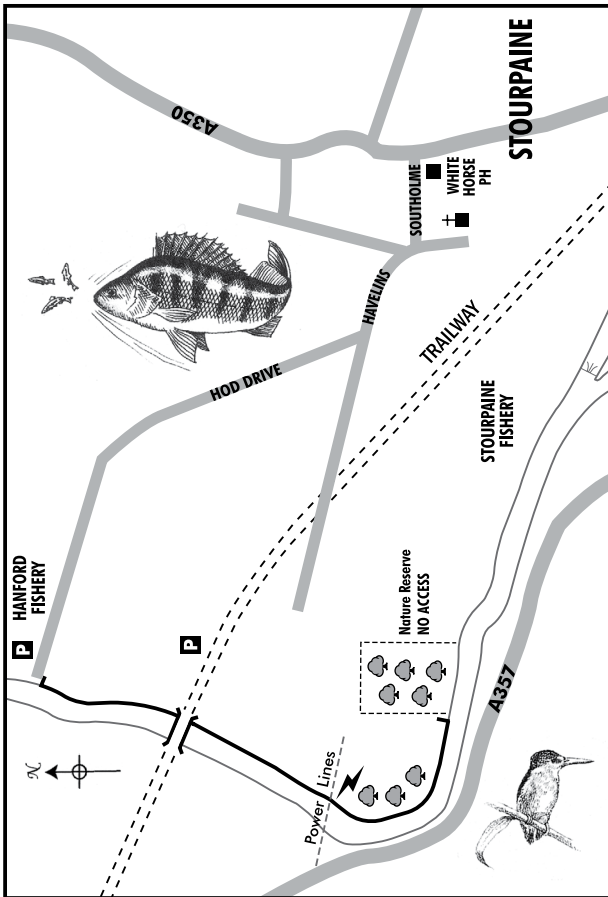 STOURPAINE
A350
SOUTHOLME
WHITE
HORSE
PH
HAVELINS
TRAILWAY
HOD DRIVE
STOURPAINE
FISHERY
HANFORD
FISHERY
P
P
Nature Reserve
NO ACCESS
A357
Power Lines
N